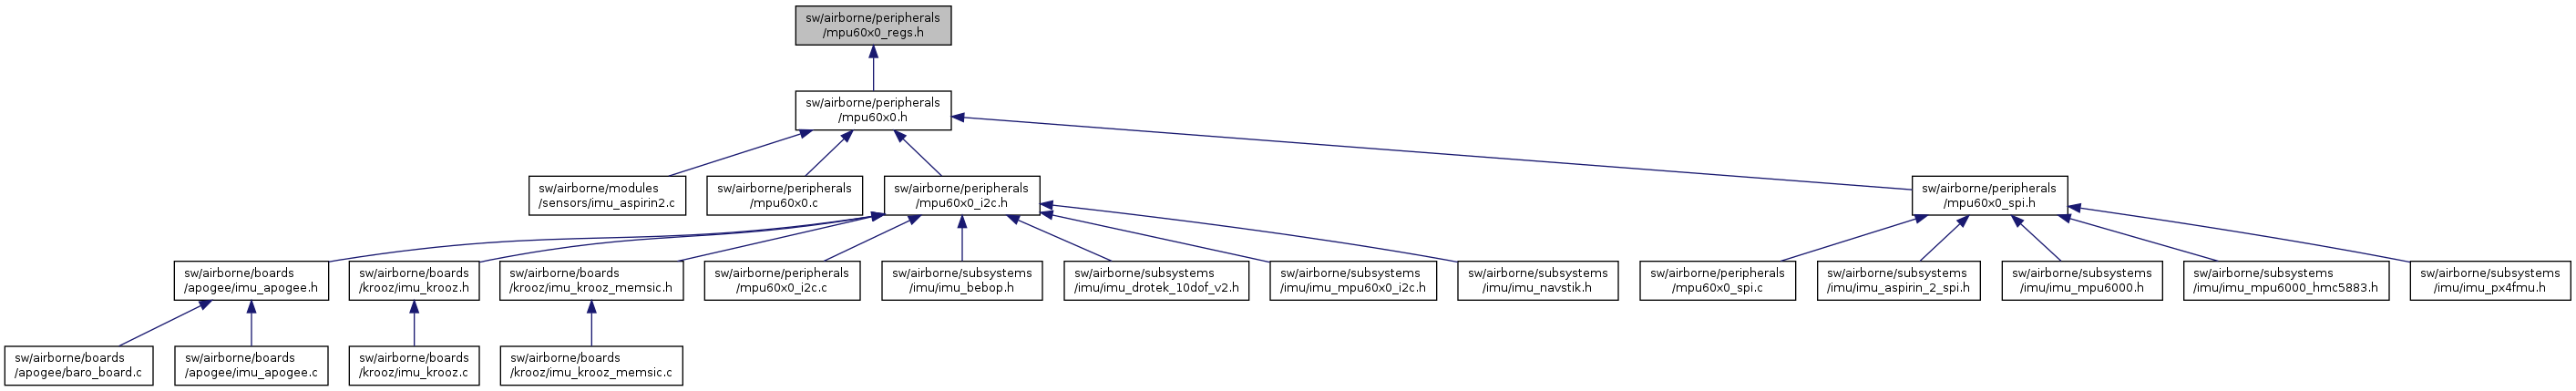 sw/airborne/peripherals
/mpu60x0_regs.h
sw/airborne/peripherals
/mpu60x0.h
sw/airborne/modules
/sensors/imu_aspirin2.c
sw/airborne/peripherals
/mpu60x0.c
sw/airborne/peripherals
/mpu60x0_i2c.h
sw/airborne/peripherals
/mpu60x0_spi.h
sw/airborne/boards
/apogee/imu_apogee.h
sw/airborne/boards
/krooz/imu_krooz.h
sw/airborne/boards
/krooz/imu_krooz_memsic.h
sw/airborne/peripherals
/mpu60x0_i2c.c
sw/airborne/subsystems
/imu/imu_bebop.h
sw/airborne/subsystems
/imu/imu_drotek_10dof_v2.h
sw/airborne/subsystems
/imu/imu_mpu60x0_i2c.h
sw/airborne/subsystems
/imu/imu_navstik.h
sw/airborne/peripherals
/mpu60x0_spi.c
sw/airborne/subsystems
/imu/imu_aspirin_2_spi.h
sw/airborne/subsystems
/imu/imu_mpu6000.h
sw/airborne/subsystems
/imu/imu_mpu6000_hmc5883.h
sw/airborne/subsystems
/imu/imu_px4fmu.h
sw/airborne/boards
/apogee/baro_board.c
sw/airborne/boards
/apogee/imu_apogee.c
sw/airborne/boards
/krooz/imu_krooz.c
sw/airborne/boards
/krooz/imu_krooz_memsic.c